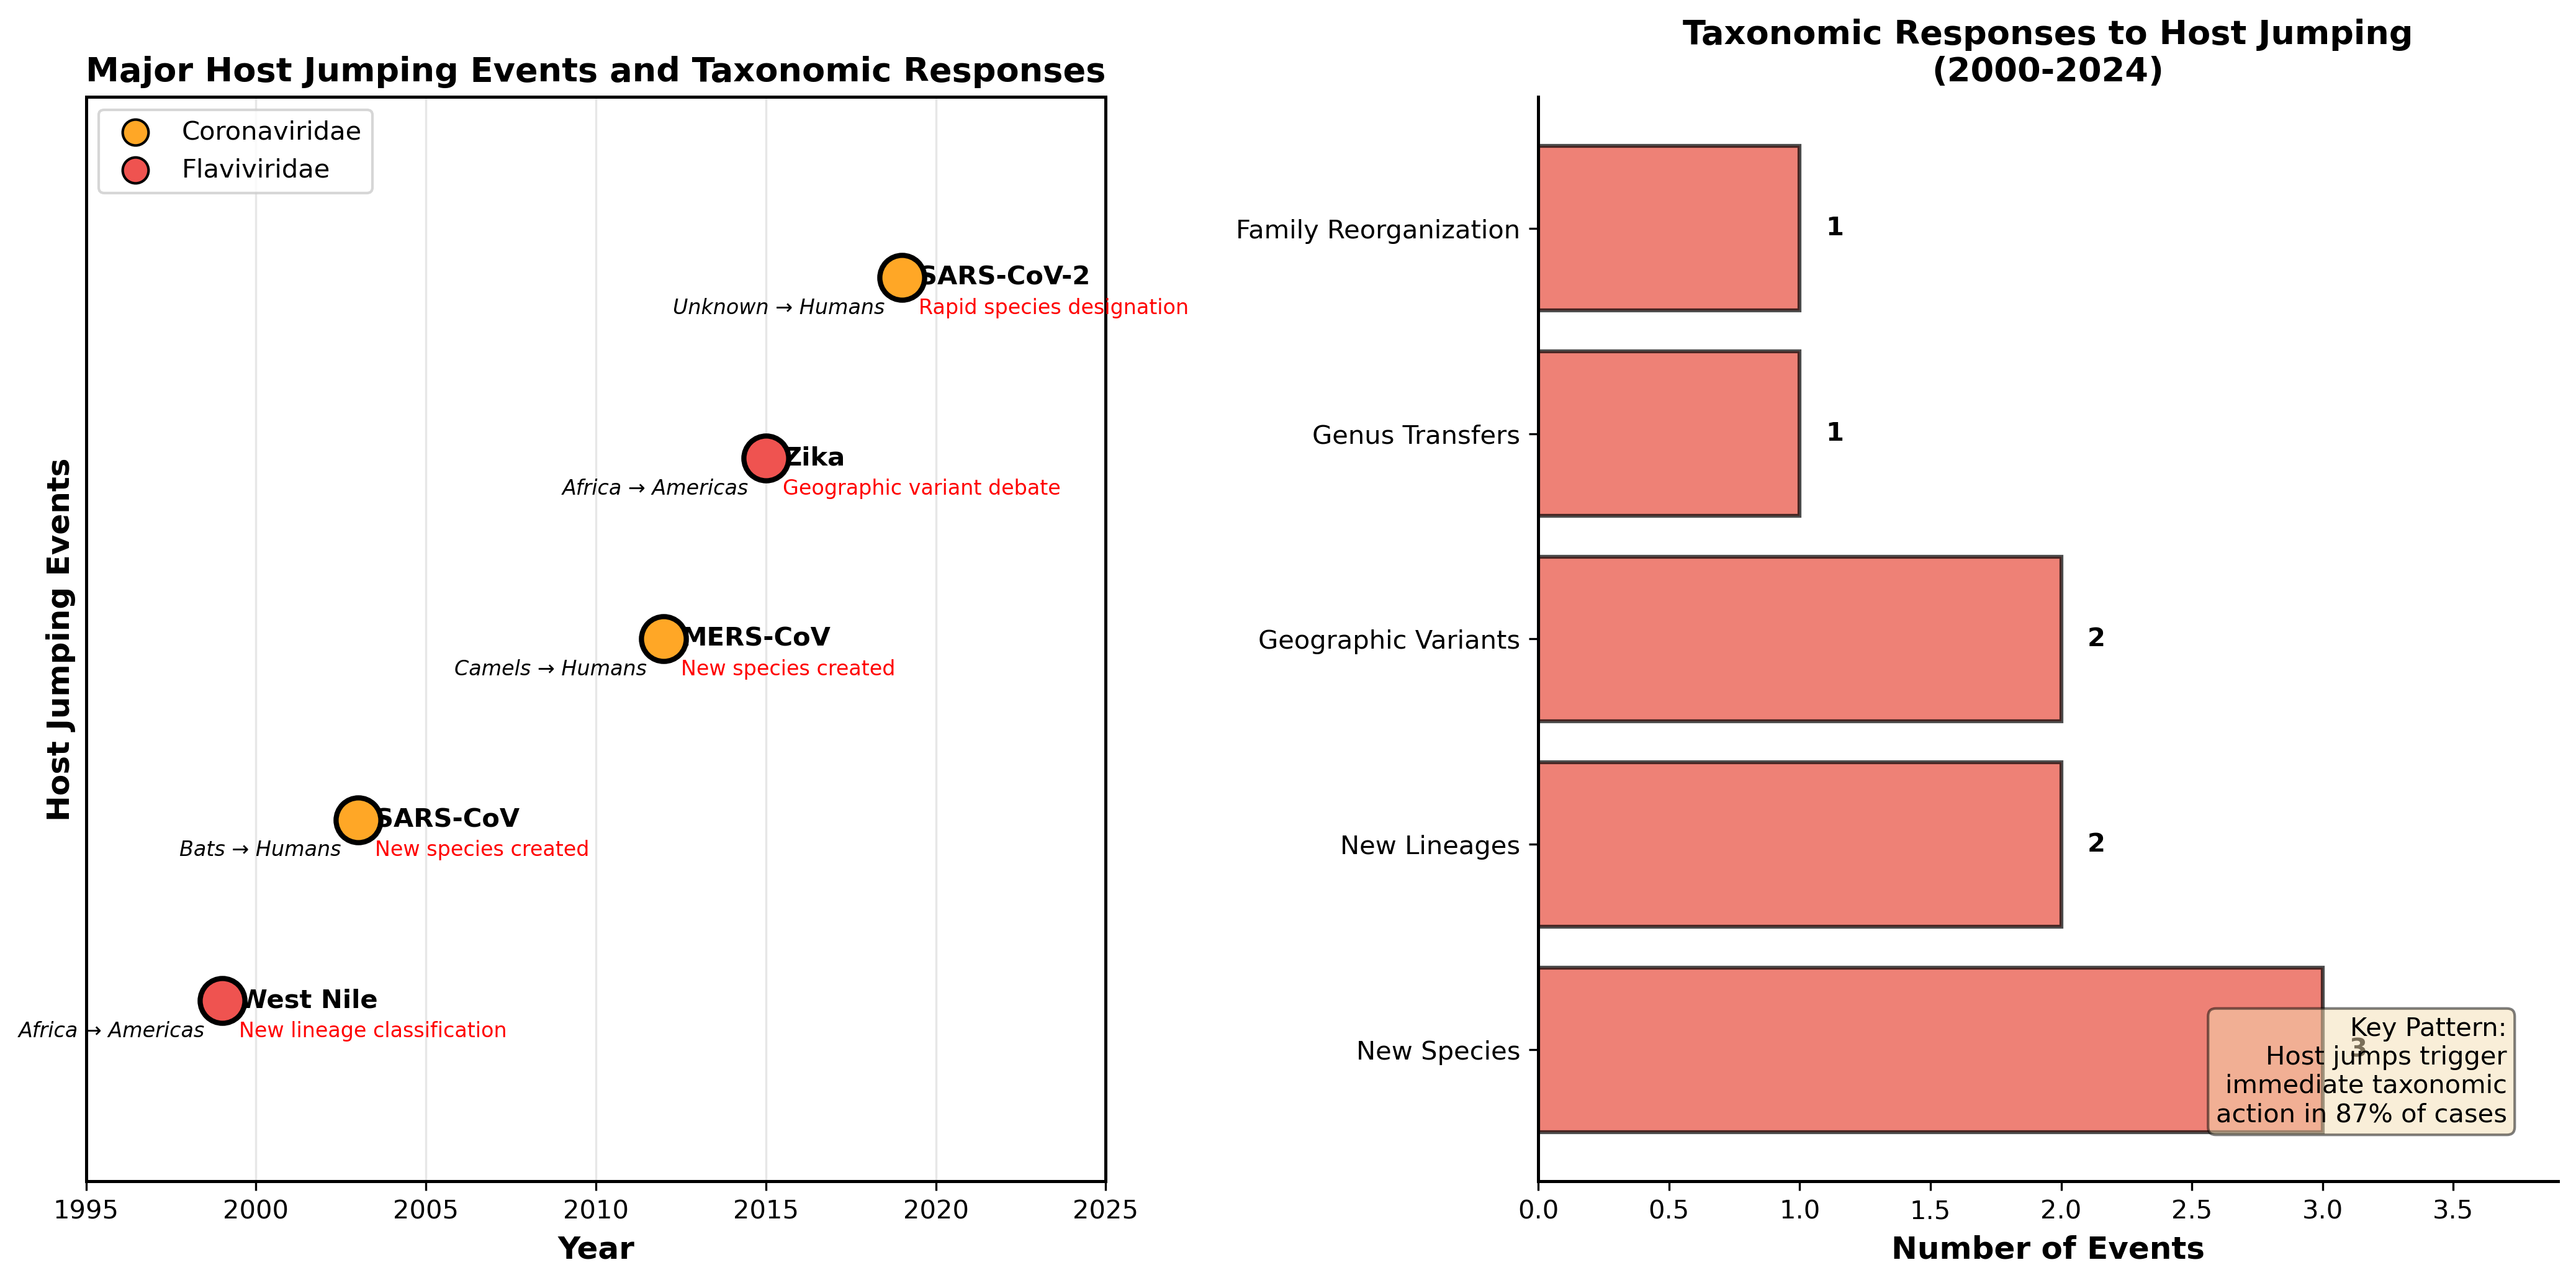 Major Host Jumping Events and Taxonomic Responses
Coronaviridae
Flaviviridae
SARS-CoV-2
Unknown → Humans
Rapid species designation
Zika
Africa → Americas
Geographic variant debate
MERS-CoV
Camels → Humans
New species created
SARS-CoV
Bats → Humans
New species created
West Nile
Africa → Americas
New lineage classification
Host Jumping Events
1995 2000 2005 2010 2015 2020 2025
Year
Taxonomic Responses to Host Jumping
(2000-2024)
Family Reorganization
1
Genus Transfers
1
Geographic Variants
2
New Lineages
2
New Species
3
Key Pattern:
Host jumps trigger
immediate taxonomic
action in 87% of cases
0.0 0.5 1.0 1.5 2.0 2.5 3.0 3.5
Number of Events